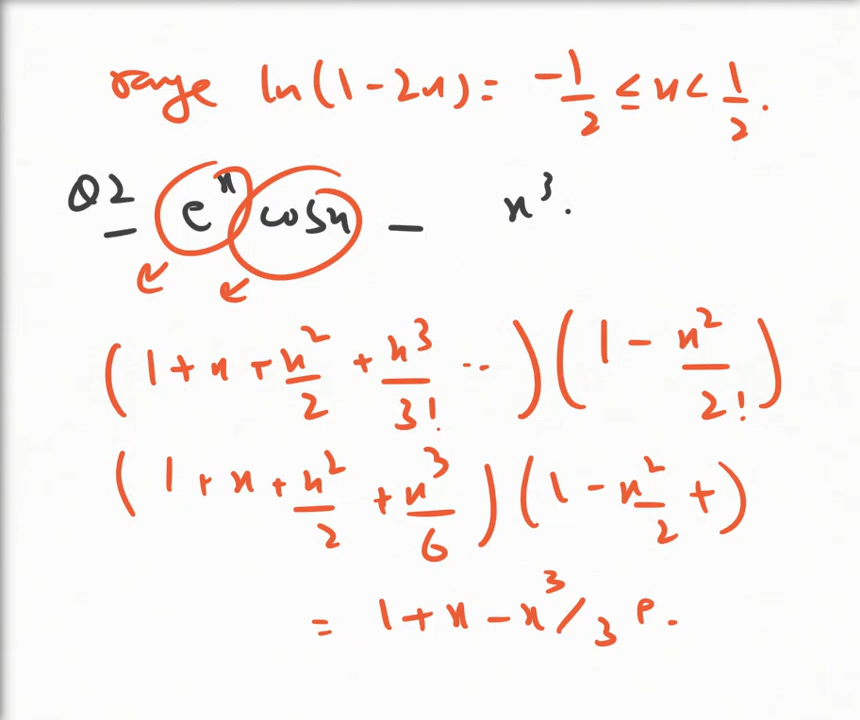 range ln(1-2x) = -1/2 ≤ x < 1/2.
Q2 e^x cosx — x^3.
(1 + x + x^2/2 + x^3/3! ..) (1 - x^2/2!)
(1 + x + x^2/2 + x^3/6) (1 - x^2/2 +)
= 1 + x - x^3/3